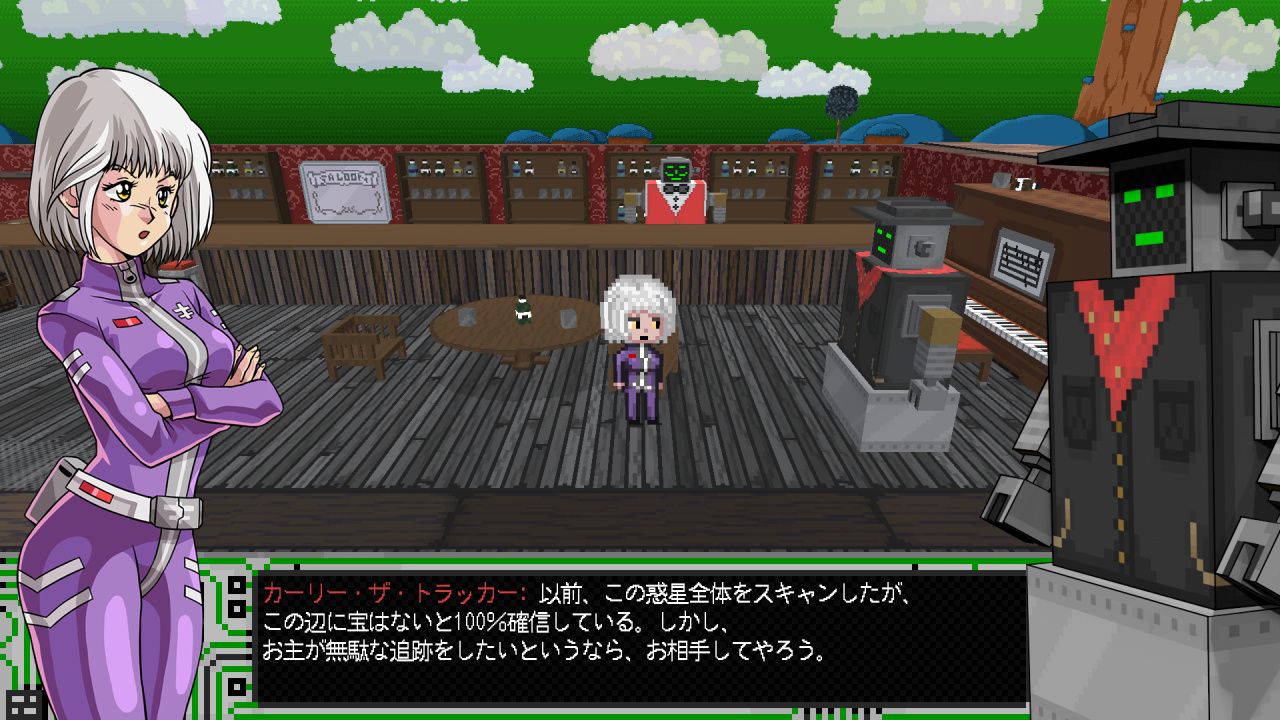 SALOON
カーリー・ザ・トラッカー: 以前、この惑星全体をスキャンしたが、
この辺に宝はないと100%確信している。しかし、
お主が無駄な追跡をしたいというなら、お相手してやろう。